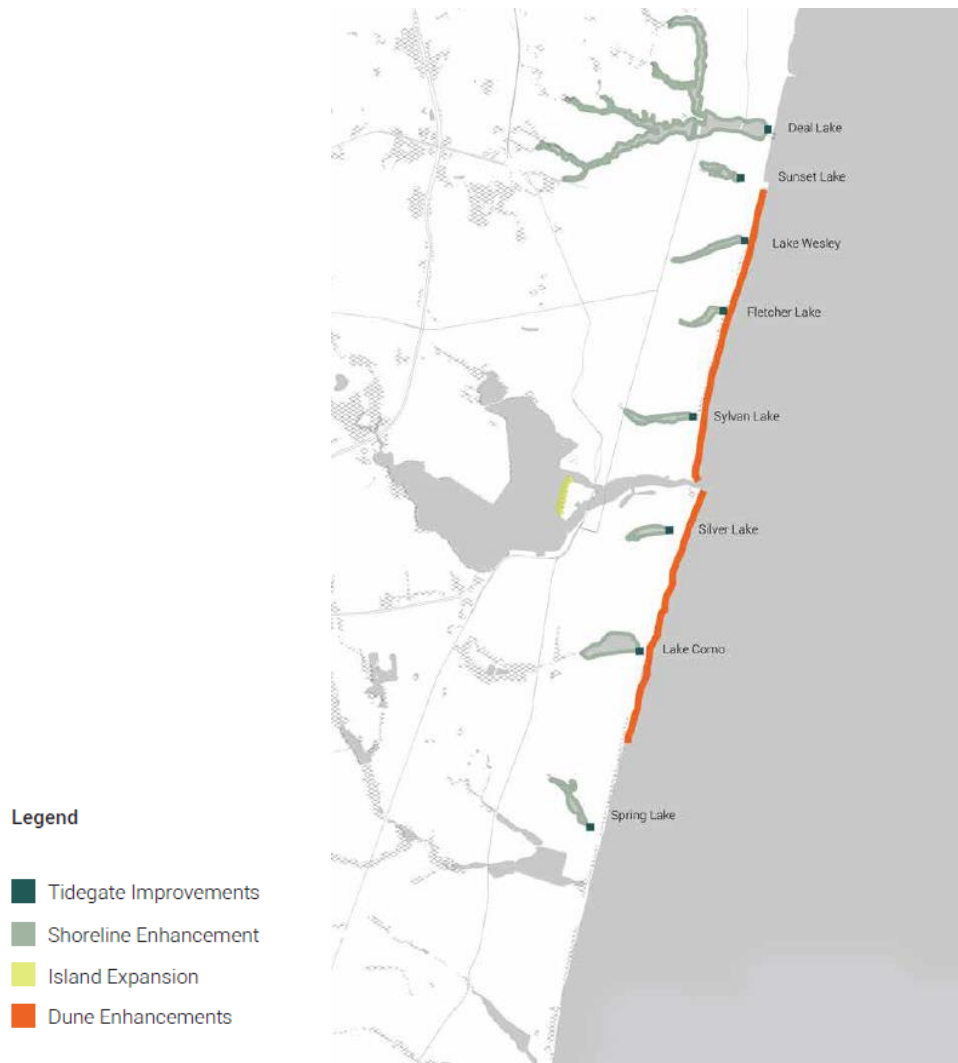 Deal Lake
Sunset Lake
Lake Wesley
Fletcher Lake
Sylvan Lake
Silver Lake
Lake Como
Spring Lake
Legend
Tidegate Improvements
Shoreline Enhancement
Island Expansion
Dune Enhancements